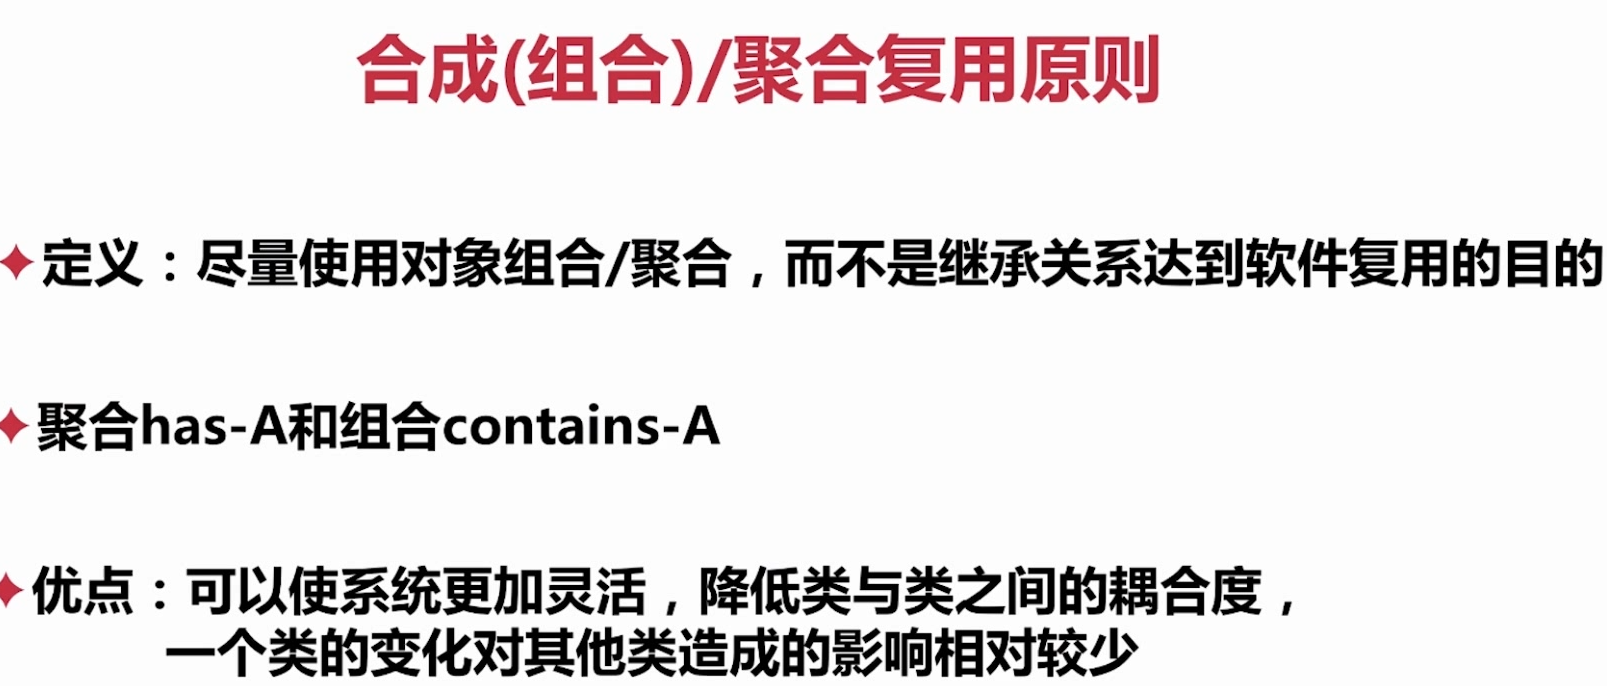 合成(组合)/聚合复用原则
定义：尽量使用对象组合/聚合，而不是继承关系达到软件复用的目的
聚合has-A和组合contains-A
优点：可以使系统更加灵活，降低类与类之间的耦合度，
一个类的变化对其他类造成的影响相对较少